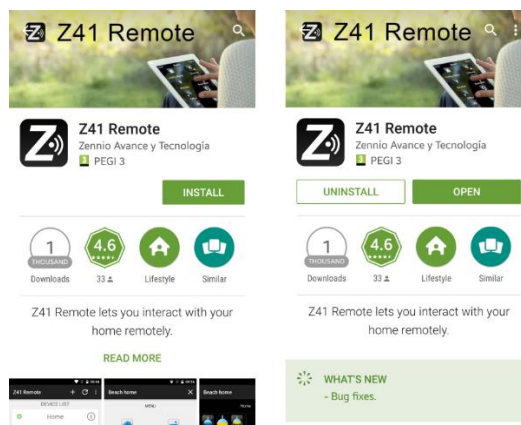 Z41 Remote
Z41 Remote
Zennio Avance y Tecnología
3 PEGI 3
INSTALL
1
THOUSAND
4.6
Downloads
33
Lifestyle
Similar
Z41 Remote lets you interact with your
home remotely.
READ MORE
Z41 Remote
DEVICE LIST
Home
Beach home
MENU
Beach home
Home
Z41 Remote
Z41 Remote
Zennio Avance y Tecnología
3 PEGI 3
UNINSTALL
OPEN
1
THOUSAND
4.6
Downloads
33
Lifestyle
Similar
Z41 Remote lets you interact with your
home remotely.
WHAT'S NEW
- Bug fixes.